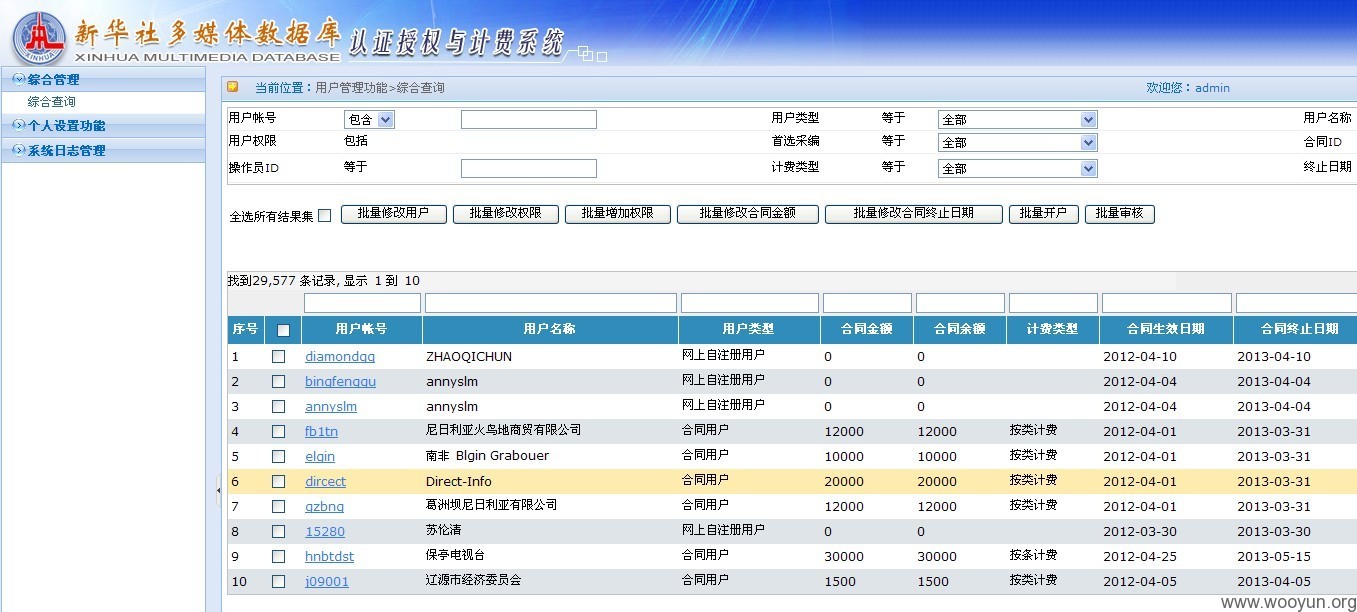 新华社多媒体数据库 认证授权与计费系统
XINHUA MULTIMEDIA DATABASE
综合管理
综合查询
个人设置功能
系统日志管理
当前位置：用户管理功能>综合查询 欢迎您：admin
用户帐号 包含 用户类型 等于 全部 用户名称
用户权限 包括 首选采编 等于 全部 合同ID
操作员ID 等于 计费类型 等于 全部 终止日期
全选所有结果集 批量修改用户 批量修改权限 批量增加权限 批量修改合同金额 批量修改合同终止日期 批量开户 批量审核
找到29,577 条记录, 显示 1 到 10
序号 用户帐号 用户名称 用户类型 合同金额 合同余额 计费类型 合同生效日期 合同终止日期
1 diamondqq ZHAOQICHUN 网上自注册用户 0 0 2012-04-10 2013-04-10
2 bingfengqu annyslm 网上自注册用户 0 0 2012-04-04 2013-04-04
3 annyslm annyslm 网上自注册用户 0 0 2012-04-04 2013-04-04
4 fb1tn 尼日利亚火鸟地商贸有限公司 合同用户 12000 12000 按类计费 2012-04-01 2013-03-31
5 elgin 南非 Blgin Grabouer 合同用户 10000 10000 按类计费 2012-04-01 2013-03-31
6 dircect Direct-Info 合同用户 20000 20000 按类计费 2012-04-01 2013-03-31
7 gzbnq 葛洲坝尼日利亚有限公司 合同用户 12000 12000 按类计费 2012-04-01 2013-03-31
8 15280 苏伦清 网上自注册用户 0 0 2012-03-30 2013-03-30
9 hnbtdst 保亭电视台 合同用户 30000 30000 按条计费 2012-04-25 2013-05-15
10 j09001 辽源市经济委员会 合同用户 1500 1500 按类计费 2012-04-05 2013-04-05
www.wooyun.org